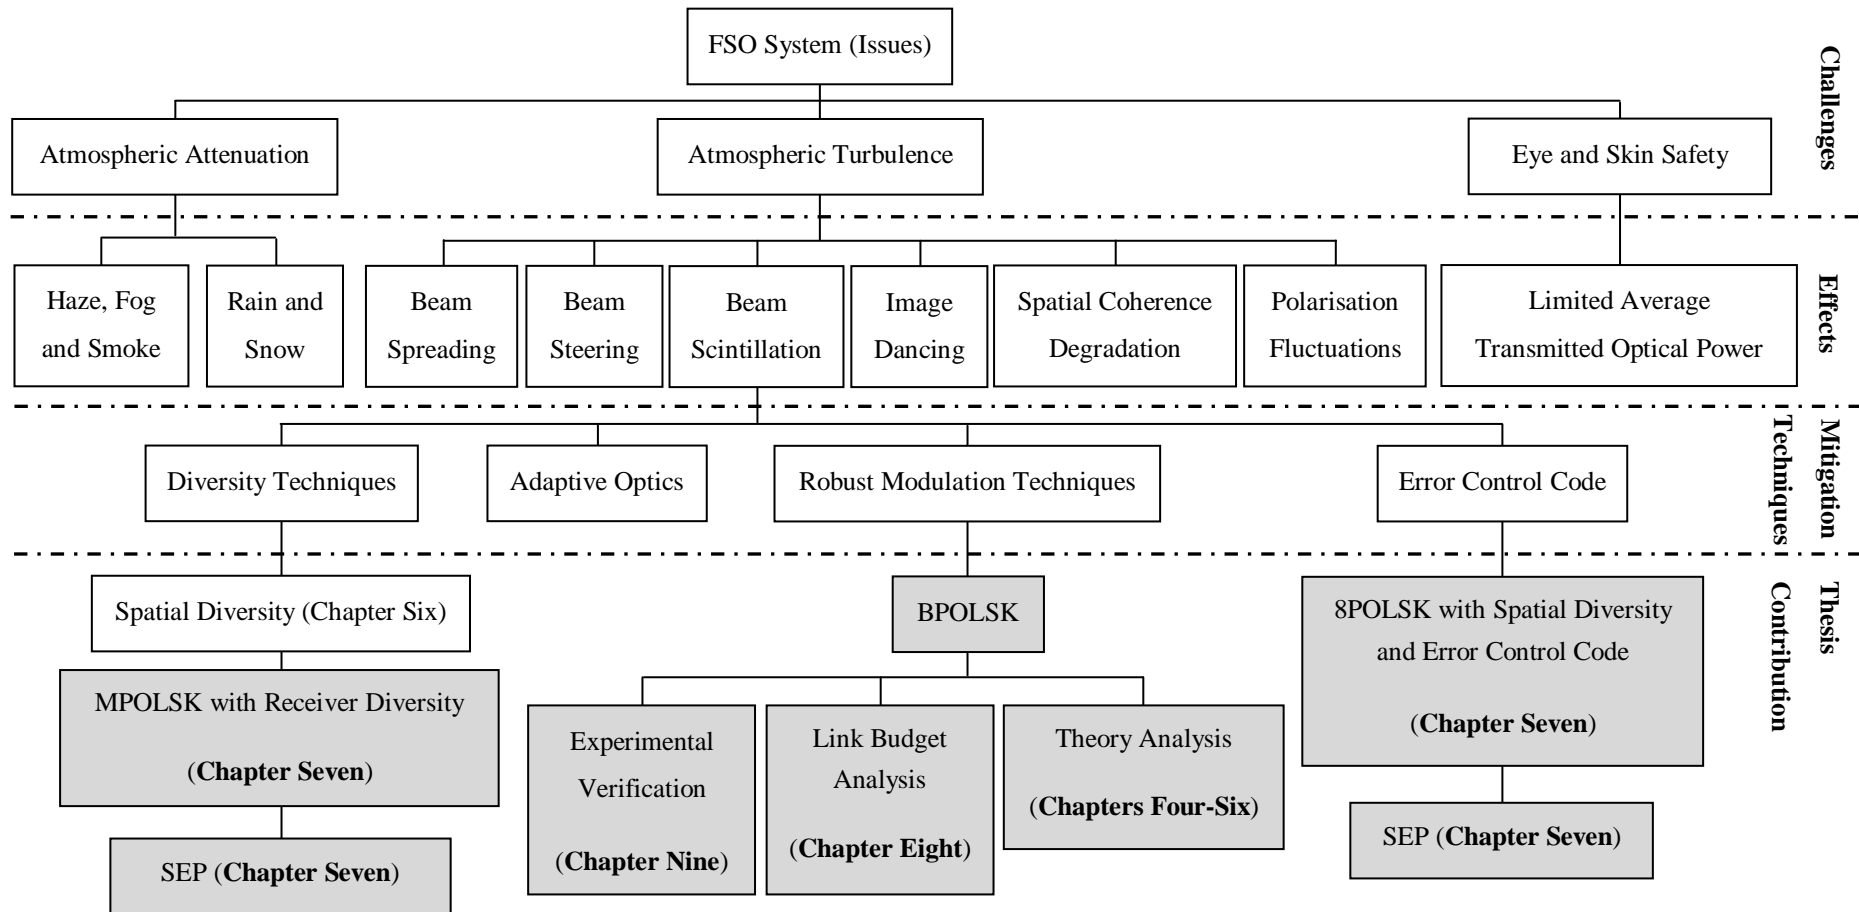 FSO System (Issues)
Challenges
Atmospheric Attenuation
Atmospheric Turbulence
Eye and Skin Safety
Haze, Fog
and Smoke
Rain and
Snow
Beam
Spreading
Beam
Steering
Beam
Scintillation
Image
Dancing
Spatial Coherence
Degradation
Polarisation
Fluctuations
Limited Average
Transmitted Optical Power
Effects
Diversity Techniques
Adaptive Optics
Robust Modulation Techniques
Error Control Code
Mitigation
Techniques
Spatial Diversity (Chapter Six)
BPOLSK
8POLSK with Spatial Diversity
and Error Control Code
(Chapter Seven)
Thesis
Contribution
MPOLSK with Receiver Diversity
(Chapter Seven)
Experimental
Verification
(Chapter Nine)
Link Budget
Analysis
(Chapter Eight)
Theory Analysis
(Chapters Four-Six)
SEP (Chapter Seven)
SEP (Chapter Seven)